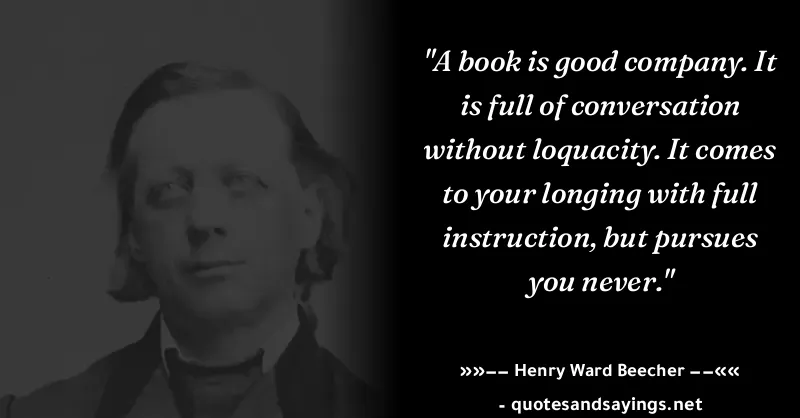 "A book is good company. It
is full of conversation
without loquacity. It comes
to your longing with full
instruction, but pursues
you never."
»»–– Henry Ward Beecher ––««
- quotesandsayings.net